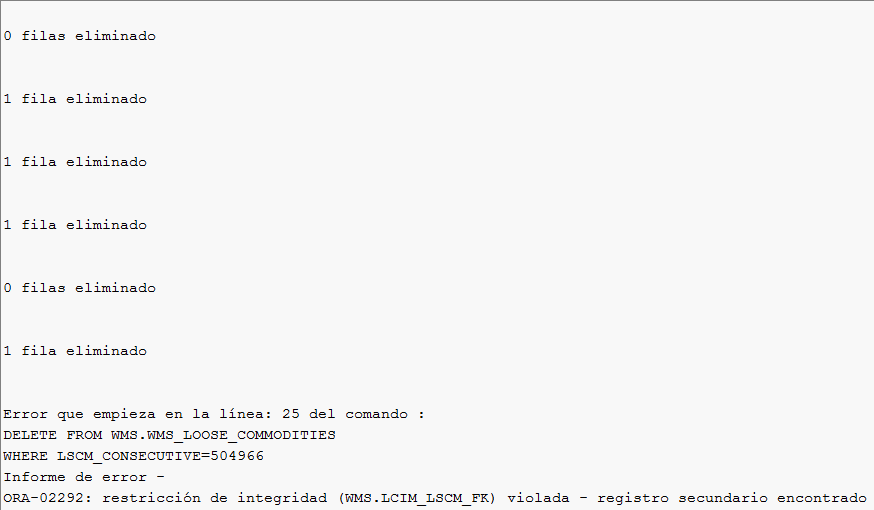 0 filas eliminado
1 fila eliminado
1 fila eliminado
1 fila eliminado
0 filas eliminado
1 fila eliminado
Error que empieza en la línea: 25 del comando :
DELETE FROM WMS.WMS_LOOSE_COMMODITIES
WHERE LSCM_CONSECUTIVE=504966
Informe de error -
ORA-02292: restricción de integridad (WMS.LCIM_LSCM_FK) violada - registro secundario encontrado